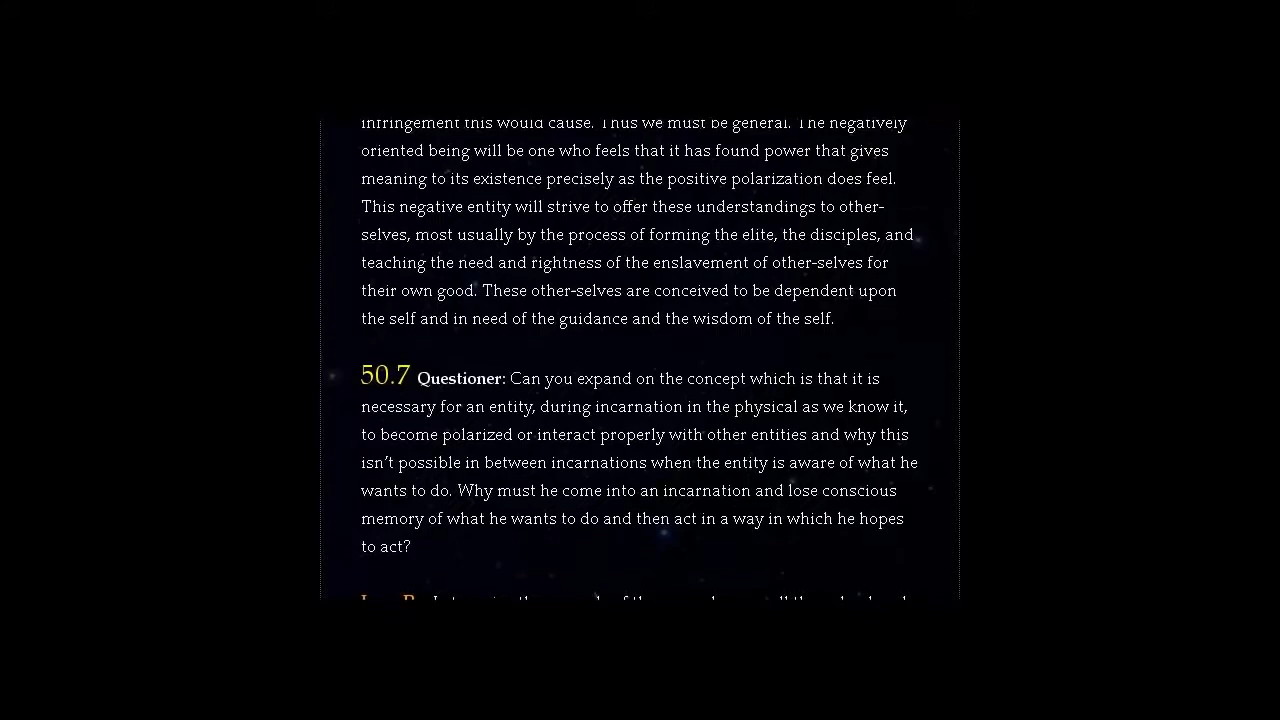 infringement this would cause. Thus we must be general. The negatively
oriented being will be one who feels that it has found power that gives
meaning to its existence precisely as the positive polarization does feel.
This negative entity will strive to offer these understandings to other-
selves, most usually by the process of forming the elite, the disciples, and
teaching the need and rightness of the enslavement of other-selves for
their own good. These other-selves are conceived to be dependent upon
the self and in need of the guidance and the wisdom of the self.
50.7 Questioner: Can you expand on the concept which is that it is
necessary for an entity, during incarnation in the physical as we know it,
to become polarized or interact properly with other entities and why this
isn’t possible in between incarnations when the entity is aware of what he
wants to do. Why must he come into an incarnation and lose conscious
memory of what he wants to do and then act in a way in which he hopes
to act?